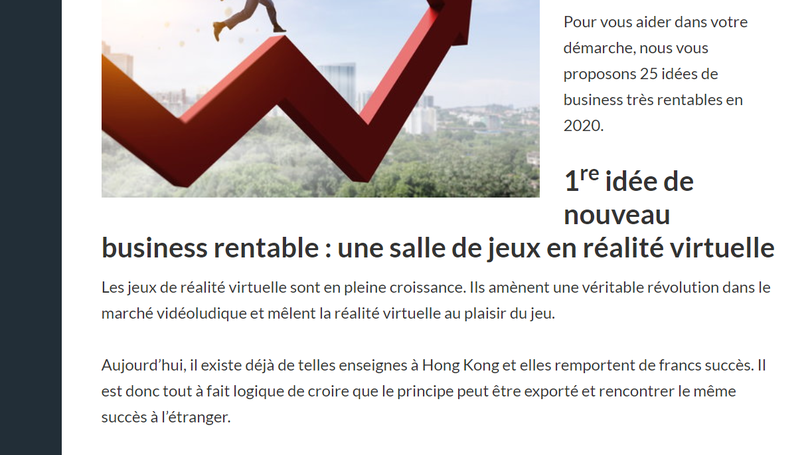 Pour vous aider dans votre
démarche, nous vous
proposons 25 idées de
business très rentables en
2020.
1re idée de
nouveau
business rentable : une salle de jeux en réalité virtuelle
Les jeux de réalité virtuelle sont en pleine croissance. Ils amènent une véritable révolution dans le
marché vidéoludique et mêlent la réalité virtuelle au plaisir du jeu.
Aujourd’hui, il existe déjà de telles enseignes à Hong Kong et elles remportent de francs succès. Il
est donc tout à fait logique de croire que le principe peut être exporté et rencontrer le même
succès à l’étranger.